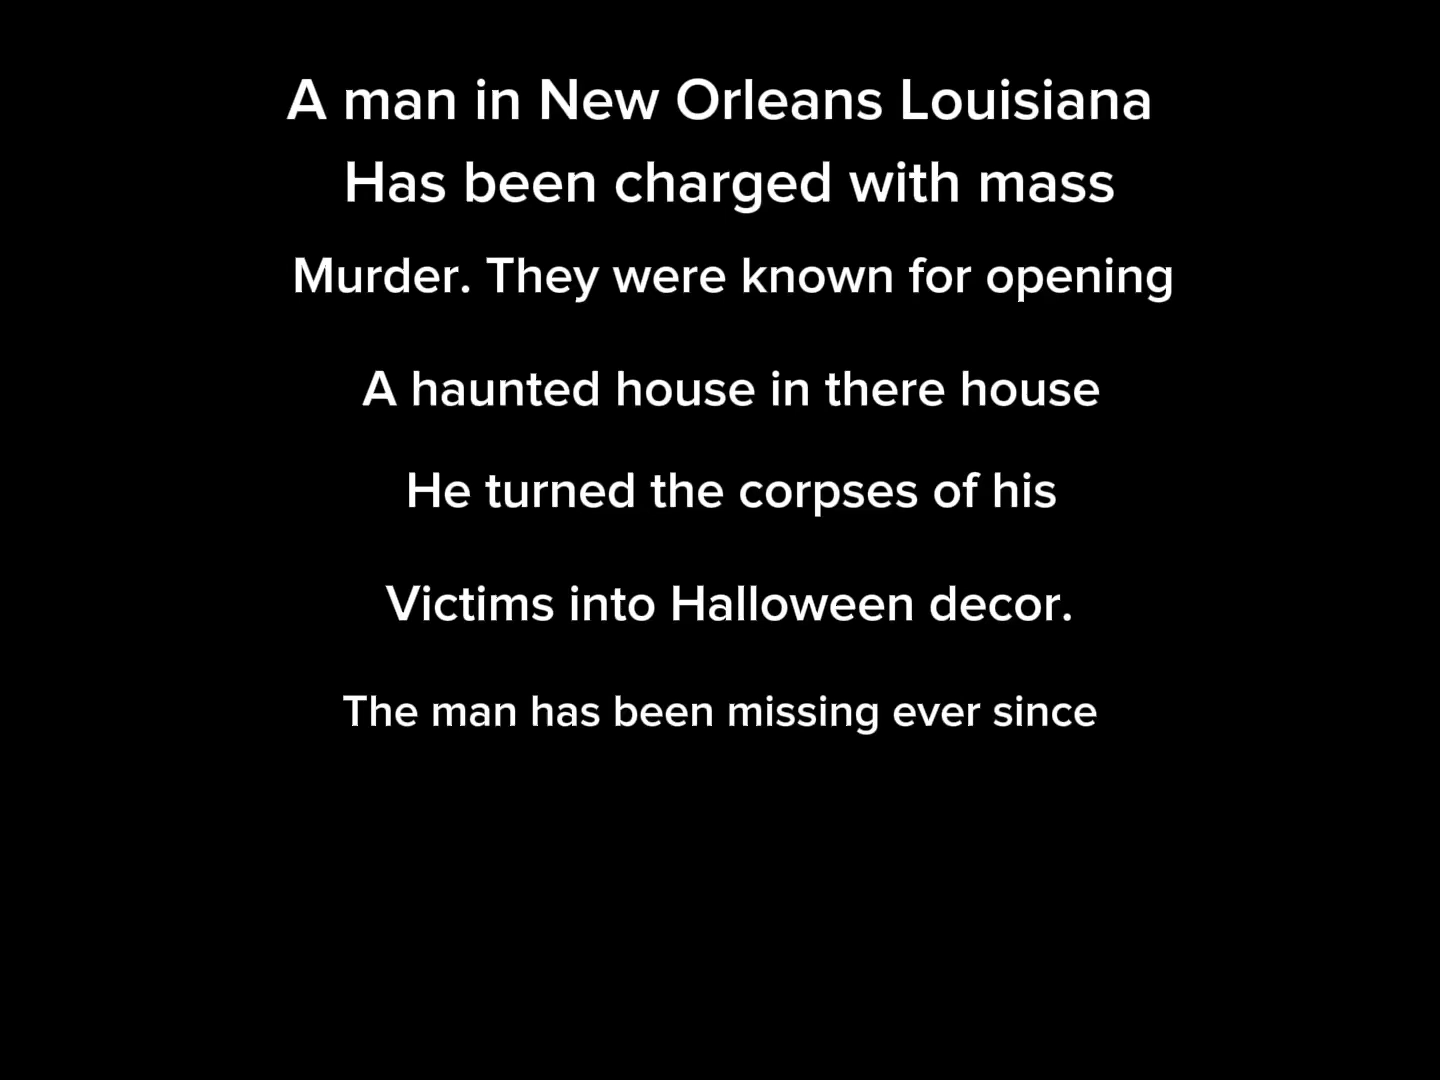 A man in New Orleans Louisiana
Has been charged with mass
Murder. They were known for opening
A haunted house in there house
He turned the corpses of his
Victims into Halloween decor.
The man has been missing ever since